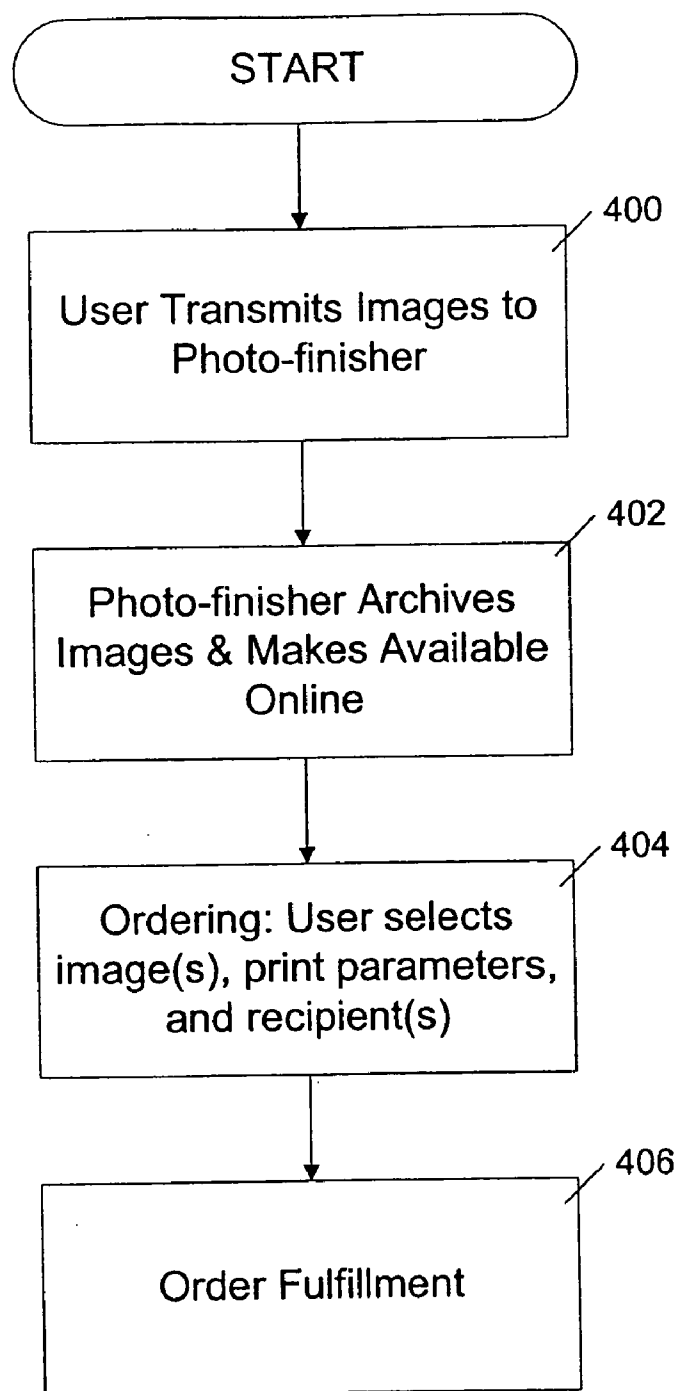 START
400
User Transmits Images to
Photo-finisher
402
Photo-finisher Archives
Images & Makes Available
Online
404
Ordering: User selects
image(s), print parameters,
and recipient(s)
406
Order Fulfillment